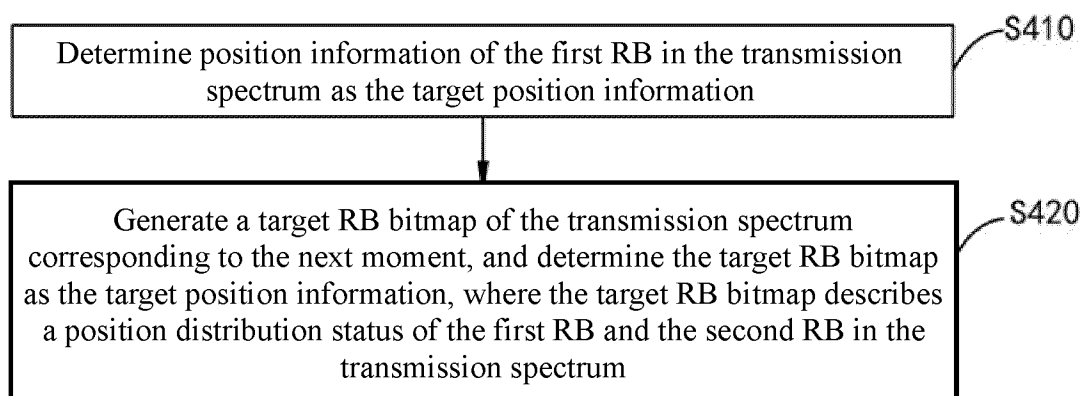 S410
Determine position information of the first RB in the transmission
spectrum as the target position information
S420
Generate a target RB bitmap of the transmission spectrum
corresponding to the next moment, and determine the target RB bitmap
as the target position information, where the target RB bitmap describes
a position distribution status of the first RB and the second RB in the
transmission spectrum